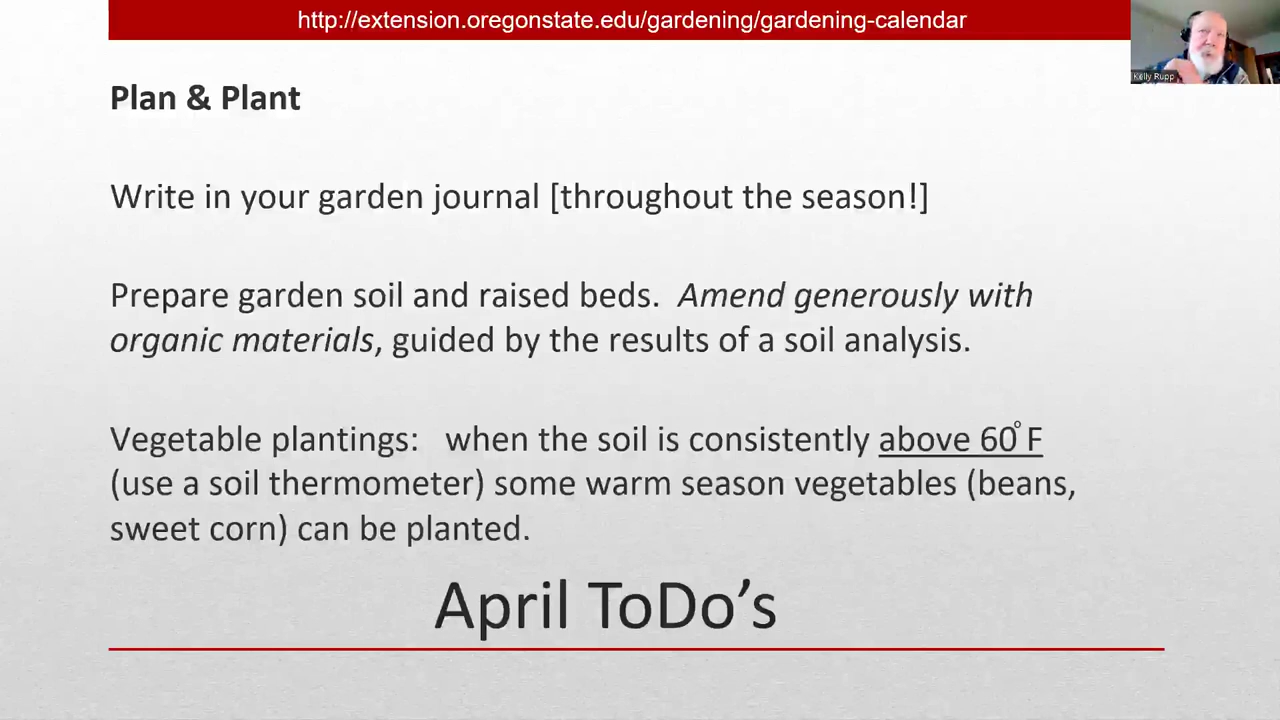 http://extension.oregonstate.edu/gardening/gardening-calendar
Kelly Rupp
Plan & Plant
Write in your garden journal [throughout the season!]
Prepare garden soil and raised beds.  Amend generously with
organic materials, guided by the results of a soil analysis.
Vegetable plantings:   when the soil is consistently above 60° F
(use a soil thermometer) some warm season vegetables (beans,
sweet corn) can be planted.
April ToDo’s